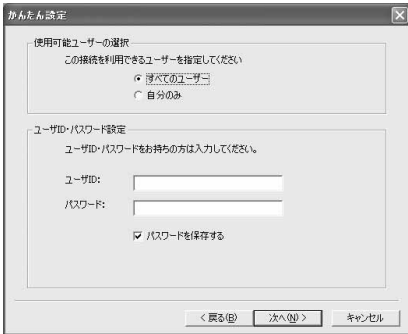 かんたん設定
使用可能ユーザーの選択
この接続を利用できるユーザーを指定してください
すべてのユーザー
自分のみ
ユーザID・パスワード設定
ユーザID・パスワードをお持ちの方は入力してください。
ユーザID:
パスワード:
パスワードを保存する
< 戻る(B) 次へ(N) > キャンセル